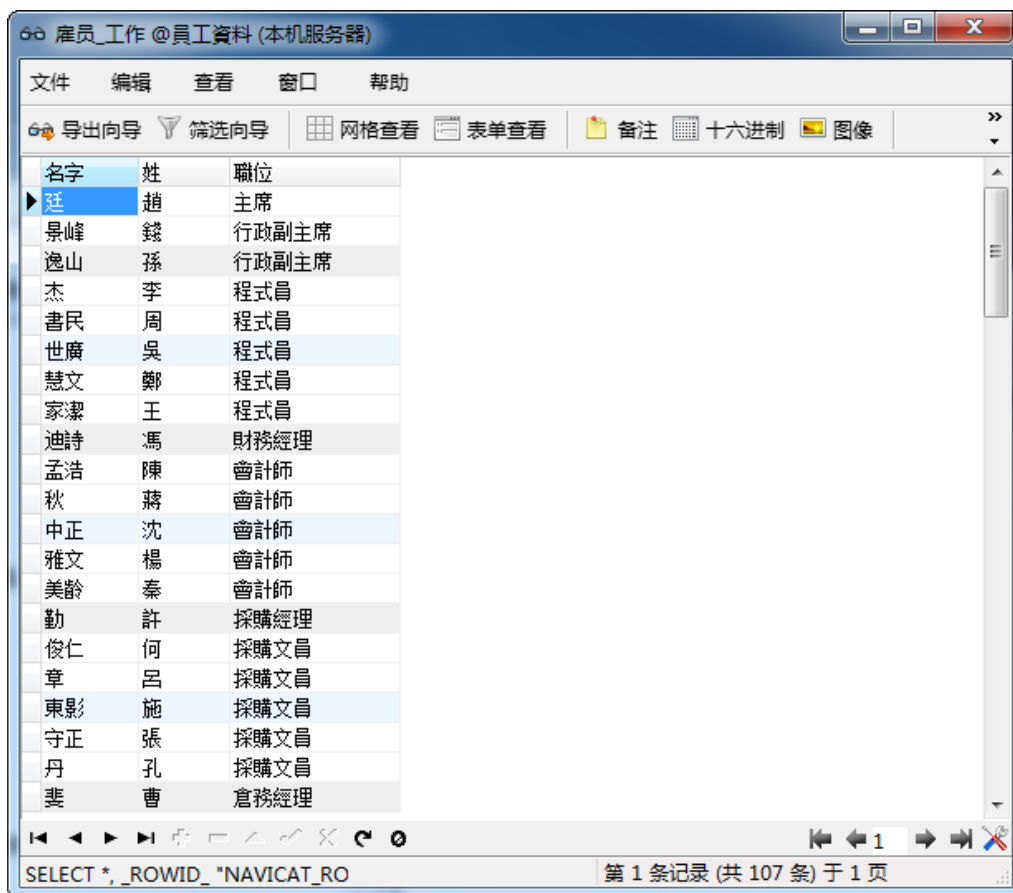 雇员_工作 @員工資料 (本机服务器)
文件 编辑 查看 窗口 帮助
导出向导 筛选向导 网格查看 表单查看 备注 十六进制 图像
名字 姓 職位
廷 趙 主席
景峰 錢 行政副主席
逸山 孫 行政副主席
杰 李 程式員
書民 周 程式員
世廣 吳 程式員
慧文 鄭 程式員
家潔 王 程式員
迪詩 馮 財務經理
孟浩 陳 會計師
秋 蔣 會計師
中正 沈 會計師
雅文 楊 會計師
美齡 秦 會計師
勤 許 採購經理
俊仁 何 採購文員
章 呂 採購文員
東影 施 採購文員
守正 張 採購文員
丹 孔 採購文員
斐 曹 倉務經理
1
SELECT *, _ROWID_ "NAVICAT_RO 第 1 条记录 (共 107 条) 于 1 页